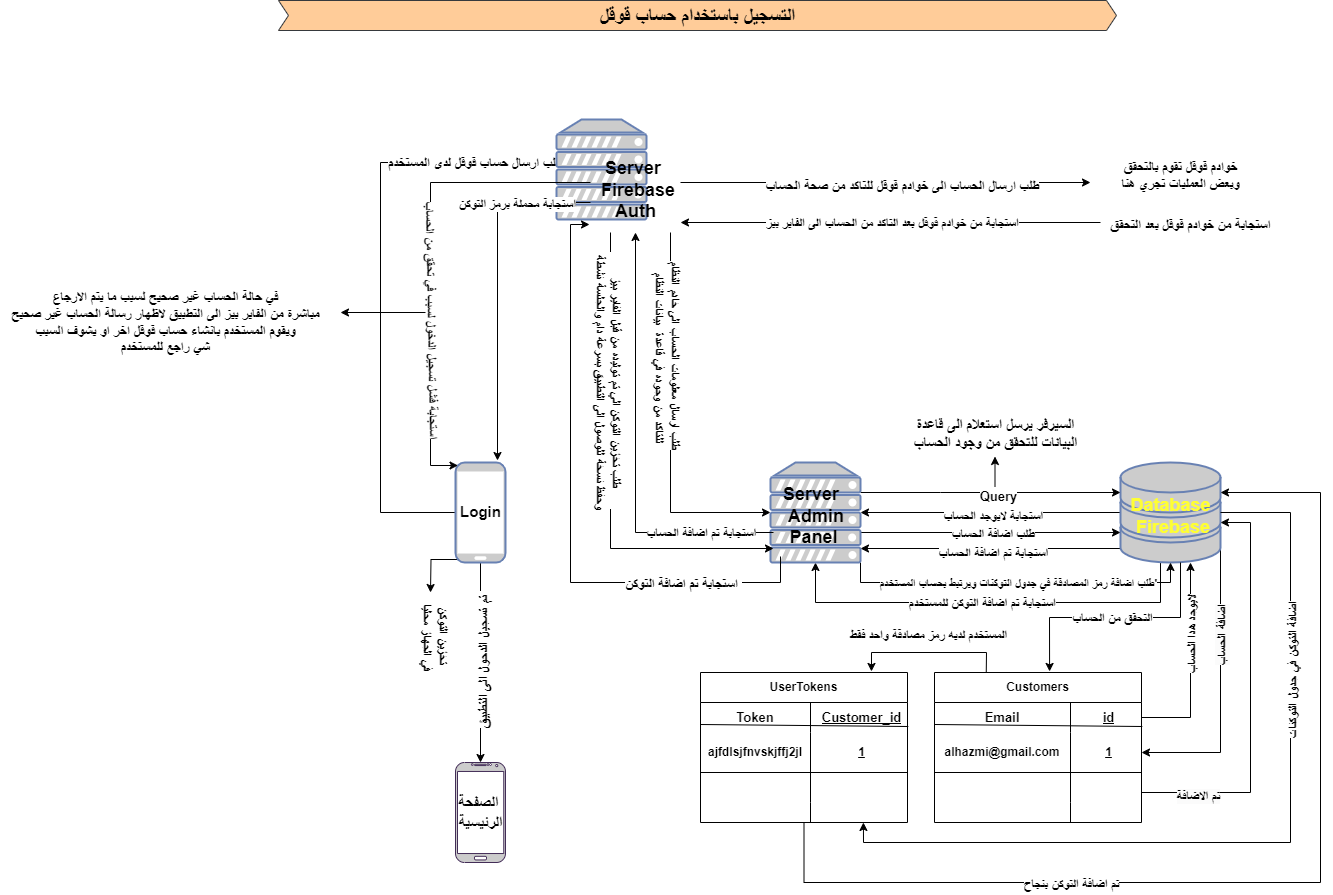 التسجيل باستخدام حساب قوقل
طلب ارسال حساب قوقل لدى المستخدم
Server
Firebase
Auth
استجابة محملة برمز التوكن
طلب ارسال الحساب الى خوادم قوقل للتاكد من صحة الحساب
خوادم قوقل تقوم بالتحقق
وبعض العمليات تجري هنا
استجابة من خوادم قوقل بعد التاكد من الحساب الى الفاير بيز
استجابة من خوادم قوقل بعد التحقق
استجابة فشل تسجيل الدخول لسبب في تحقق من الحساب
في حالة الحساب غير صحيح لسبب ما يتم الارجاع
مباشرة من الفاير بيز الى التطبيق لاظهار رسالة الحساب غير صحيح
ويقوم المستخدم بانشاء حساب قوقل اخر او يشوف السبب
شي راجع للمستخدم
طلب تخزين التوكن الي تم توليده من قبل الفاير بيز
وحفظ نسخة للوصول الى التطبيق بسرعة دام والجلسة نشطة
طلب ارسال معلومات الحساب الى خادم النظام
للتاكد من وجوده في قاعدة بيانات النظام
السيرفر يرسل استعلام الى قاعدة
البيانات للتحقق من وجود الحساب
Login
Server
Admin
Panel
Query
استجابة لايوجد الحساب
طلب اضافة الحساب
استجابة تم اضافة الحساب
استجابة تم اضافة الحساب
Database
Firebase
استجابة تم اضافة التوكن
طلب اضافة رمز المصادقة في جدول التوكنات ويرتبط بحساب المستخدم
استجابة تم اضافة التوكن للمستخدم
التحقق من الحساب
لايوجد هذا الحساب
اضافة الحساب
اضافة التوكن في جدول التوكنات
تخزين التوكن
في الجهاز محليا
تم تسجيل الدخول الى التطبيق
المستخدم لديه رمز مصادقة واحد فقط
UserTokens
Token Customer_id
ajfdlsjfnvskjffj2jl 1
Customers
Email id
alhazmi@gmail.com 1
تم الاضافة
الصفحة
الرئيسية
تم اضافة التوكن بنجاح